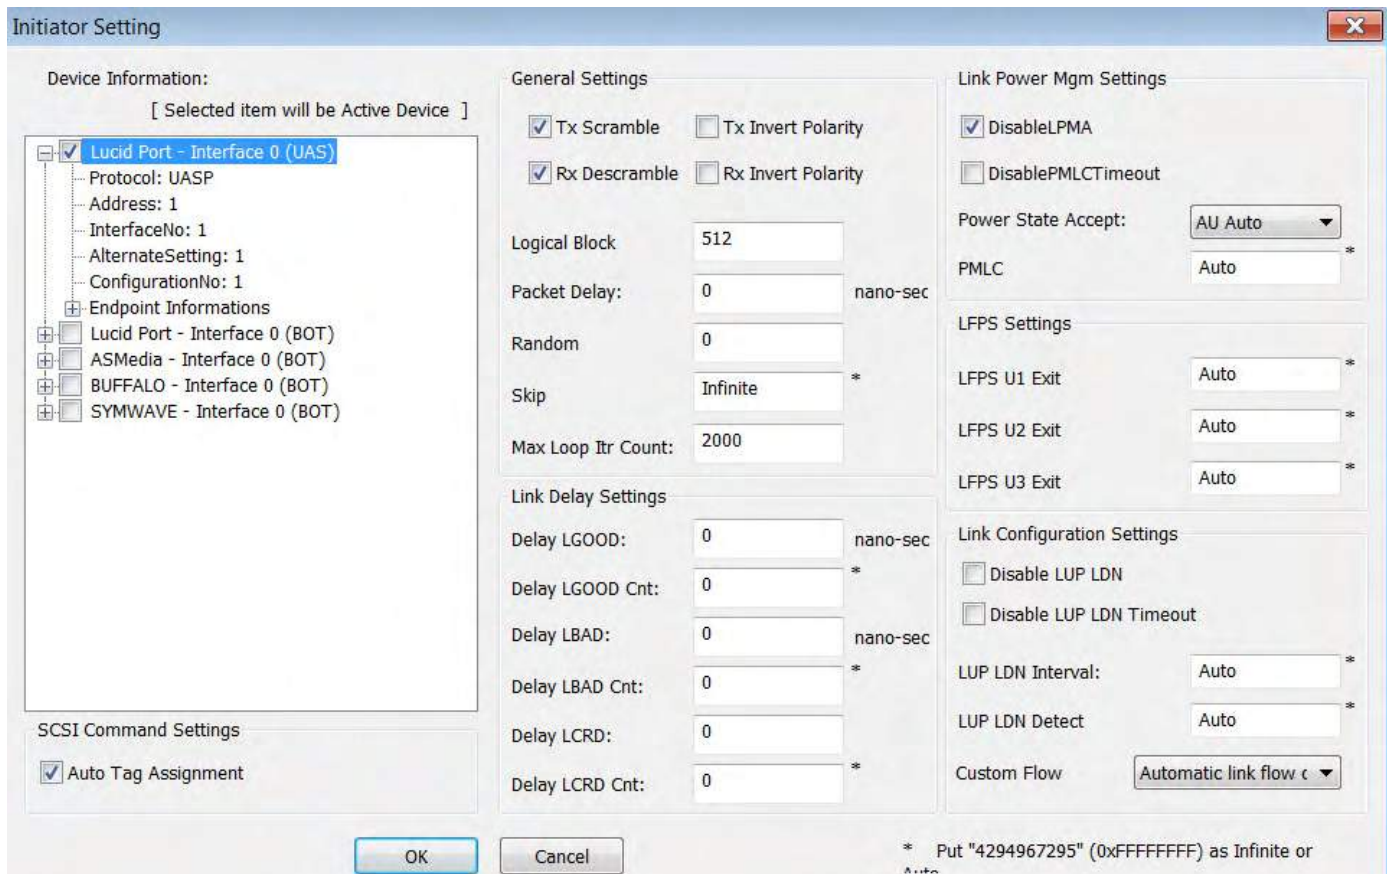 Initiator Setting
Device Information:
[ Selected item will be Active Device ]
Lucid Port - Interface 0 (UAS)
Protocol: UASP
Address: 1
InterfaceNo: 1
AlternateSetting: 1
ConfigurationNo: 1
Endpoint Informations
Lucid Port - Interface 0 (BOT)
ASMedia - Interface 0 (BOT)
BUFFALO - Interface 0 (BOT)
SYMWAVE - Interface 0 (BOT)
SCSI Command Settings
Auto Tag Assignment
General Settings
Tx Scramble Tx Invert Polarity
Rx Descramble Rx Invert Polarity
Logical Block 512
Packet Delay: 0 nano-sec
Random 0
Skip Infinite *
Max Loop Itr Count: 2000
Link Delay Settings
Delay LGOOD: 0 nano-sec
Delay LGOOD Cnt: 0 *
Delay LBAD: 0 nano-sec
Delay LBAD Cnt: 0 *
Delay LCRD: 0
Delay LCRD Cnt: 0 *
Link Power Mgm Settings
DisableLPMA
DisablePMLCTimeout
Power State Accept: AU Auto
PMLC Auto *
LFPS Settings
LFPS U1 Exit Auto *
LFPS U2 Exit Auto *
LFPS U3 Exit Auto *
Link Configuration Settings
Disable LUP LDN
Disable LUP LDN Timeout
LUP LDN Interval: Auto *
LUP LDN Detect Auto *
Custom Flow Automatic link flow c
OK Cancel
* Put "4294967295" (0xFFFFFFFF) as Infinite or
Auto